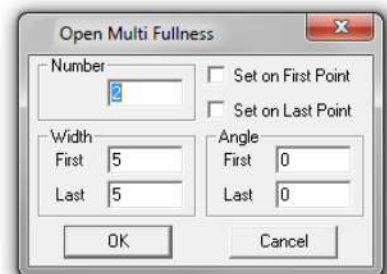 Open Multi Fullness
Number
2
Set on First Point
Set on Last Point
Width
First 5
Last 5
Angle
First 0
Last 0
OK Cancel